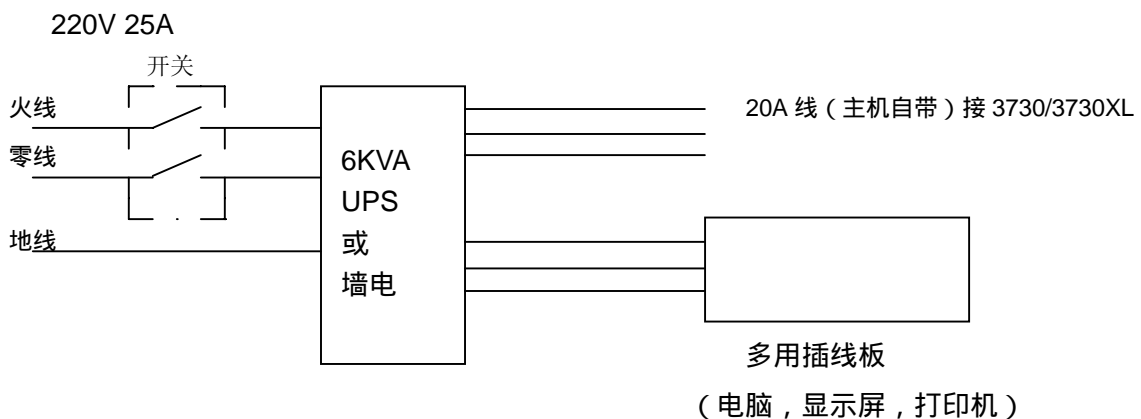 220V 25A
开关
火线
零线
地线
6KVA
UPS
或
墙电
20A 线（主机自带）接 3730/3730XL
多用插线板
（电脑，显示屏，打印机）